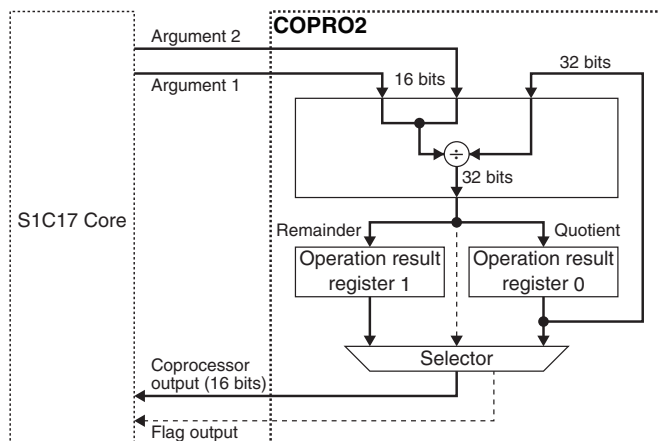 COPRO2
Argument 2
Argument 1
16 bits
32 bits
÷
32 bits
S1C17 Core
Remainder
Quotient
Operation result
register 1
Operation result
register 0
Selector
Coprocessor
output (16 bits)
Flag output